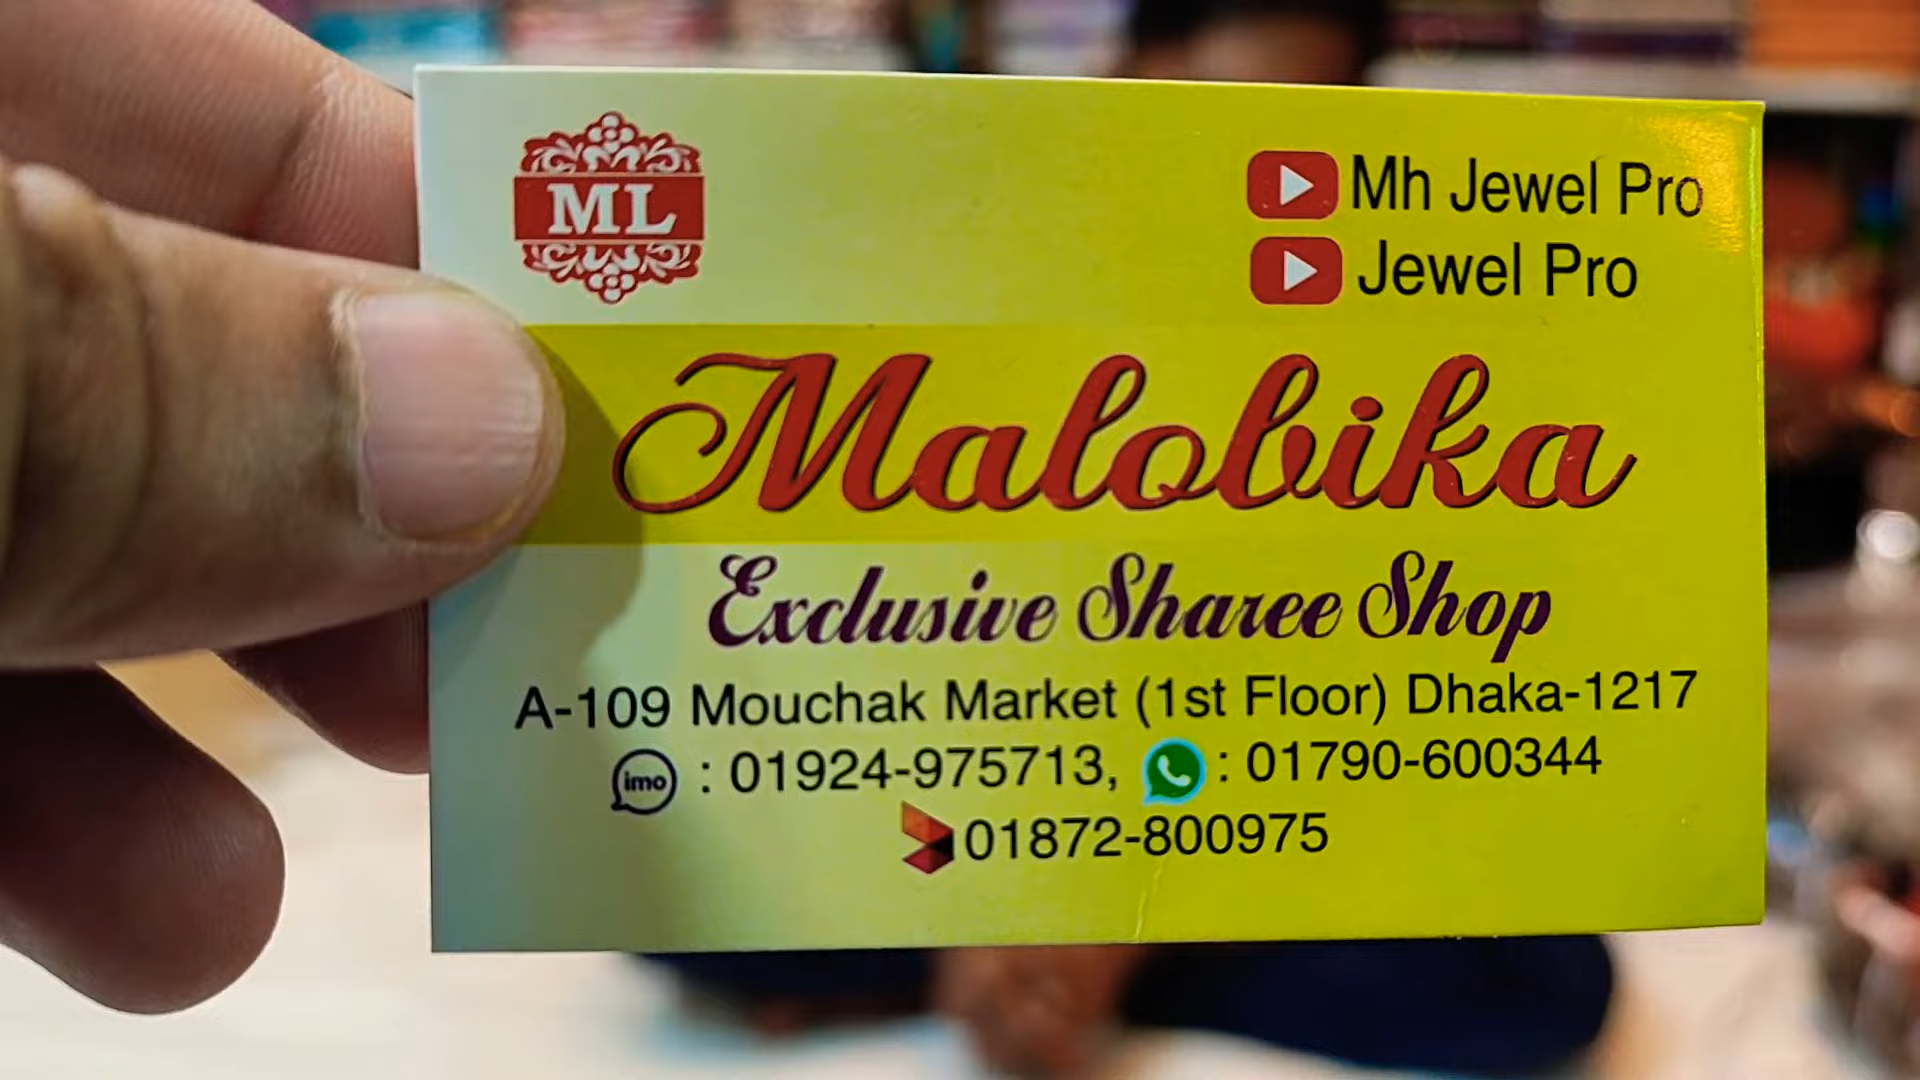 ML
Mh Jewel Pro
Jewel Pro
Malobika
Exclusive Sharee Shop
A-109 Mouchak Market (1st Floor) Dhaka-1217
imo : 01924-975713, : 01790-600344
01872-800975